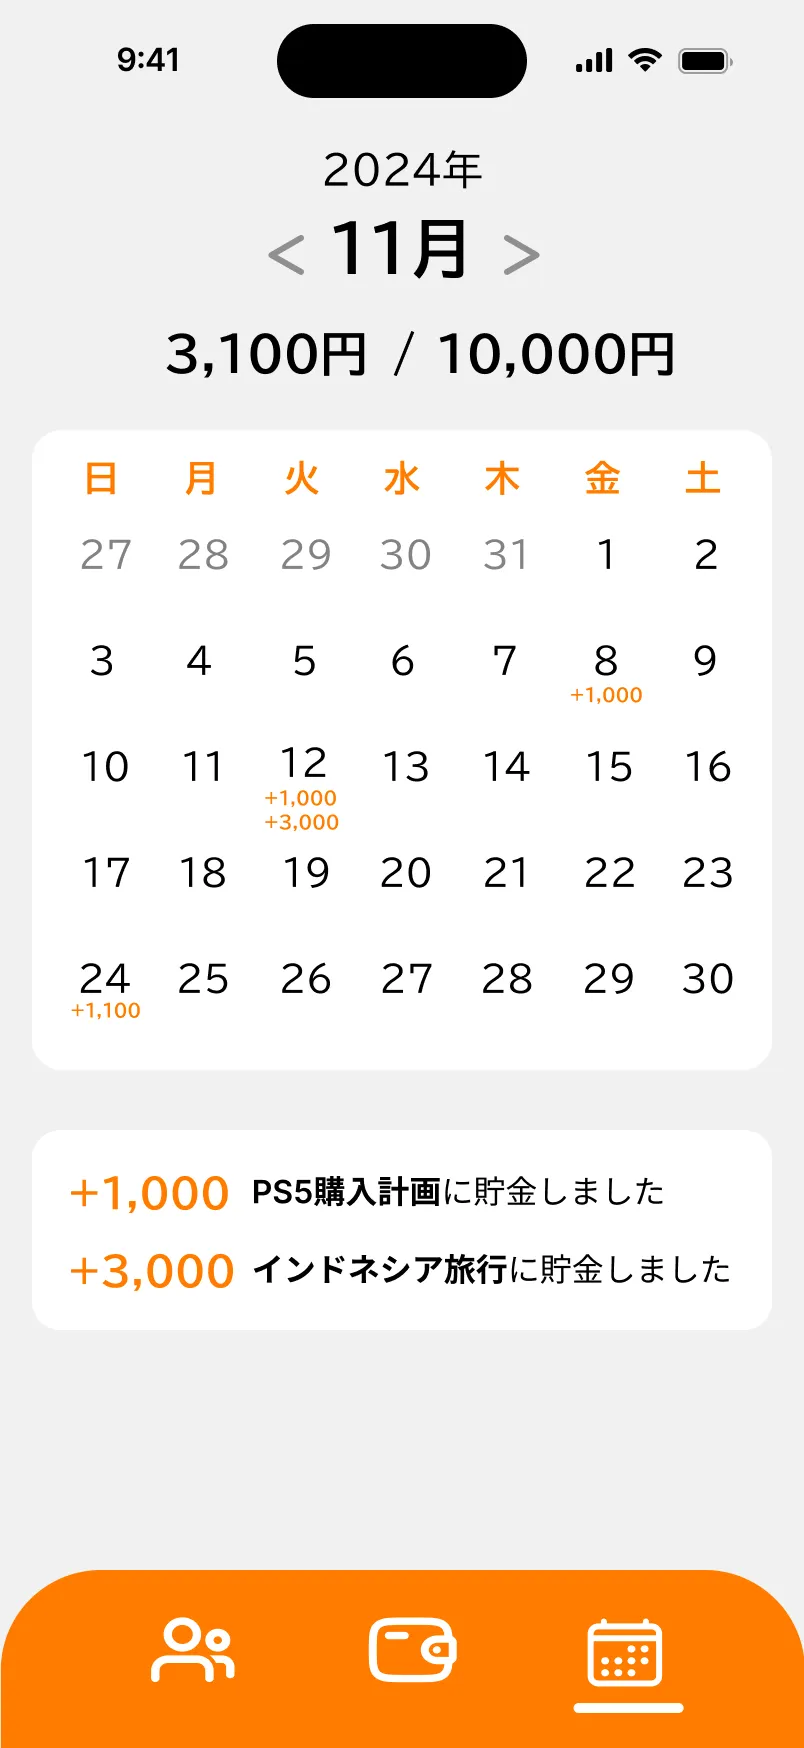 9:41
2024年
< 11月 >
3,100円 / 10,000円
日 月 火 水 木 金 土
27 28 29 30 31 1 2
3 4 5 6 7 8 9
+1,000
10 11 12 13 14 15 16
+1,000
+3,000
17 18 19 20 21 22 23
24 25 26 27 28 29 30
+1,100
+1,000 PS5購入計画に貯金しました
+3,000 インドネシア旅行に貯金しました